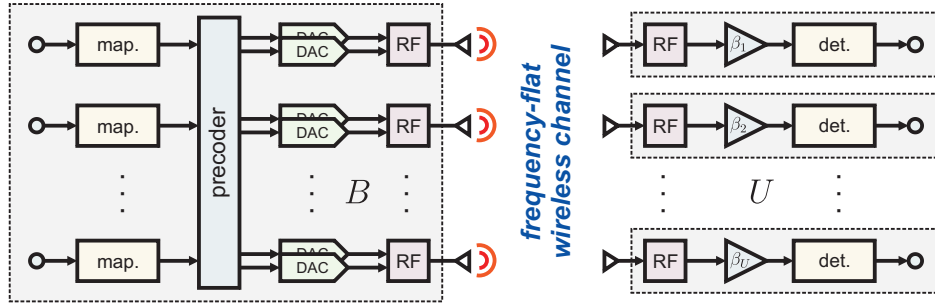 map.
DAC
DAC
RF
RF
β₁
det.
map.
DAC
DAC
RF
RF
β₂
det.
precoder
frequency-flat
wireless channel
B
U
map.
DAC
DAC
RF
RF
β_U
det.